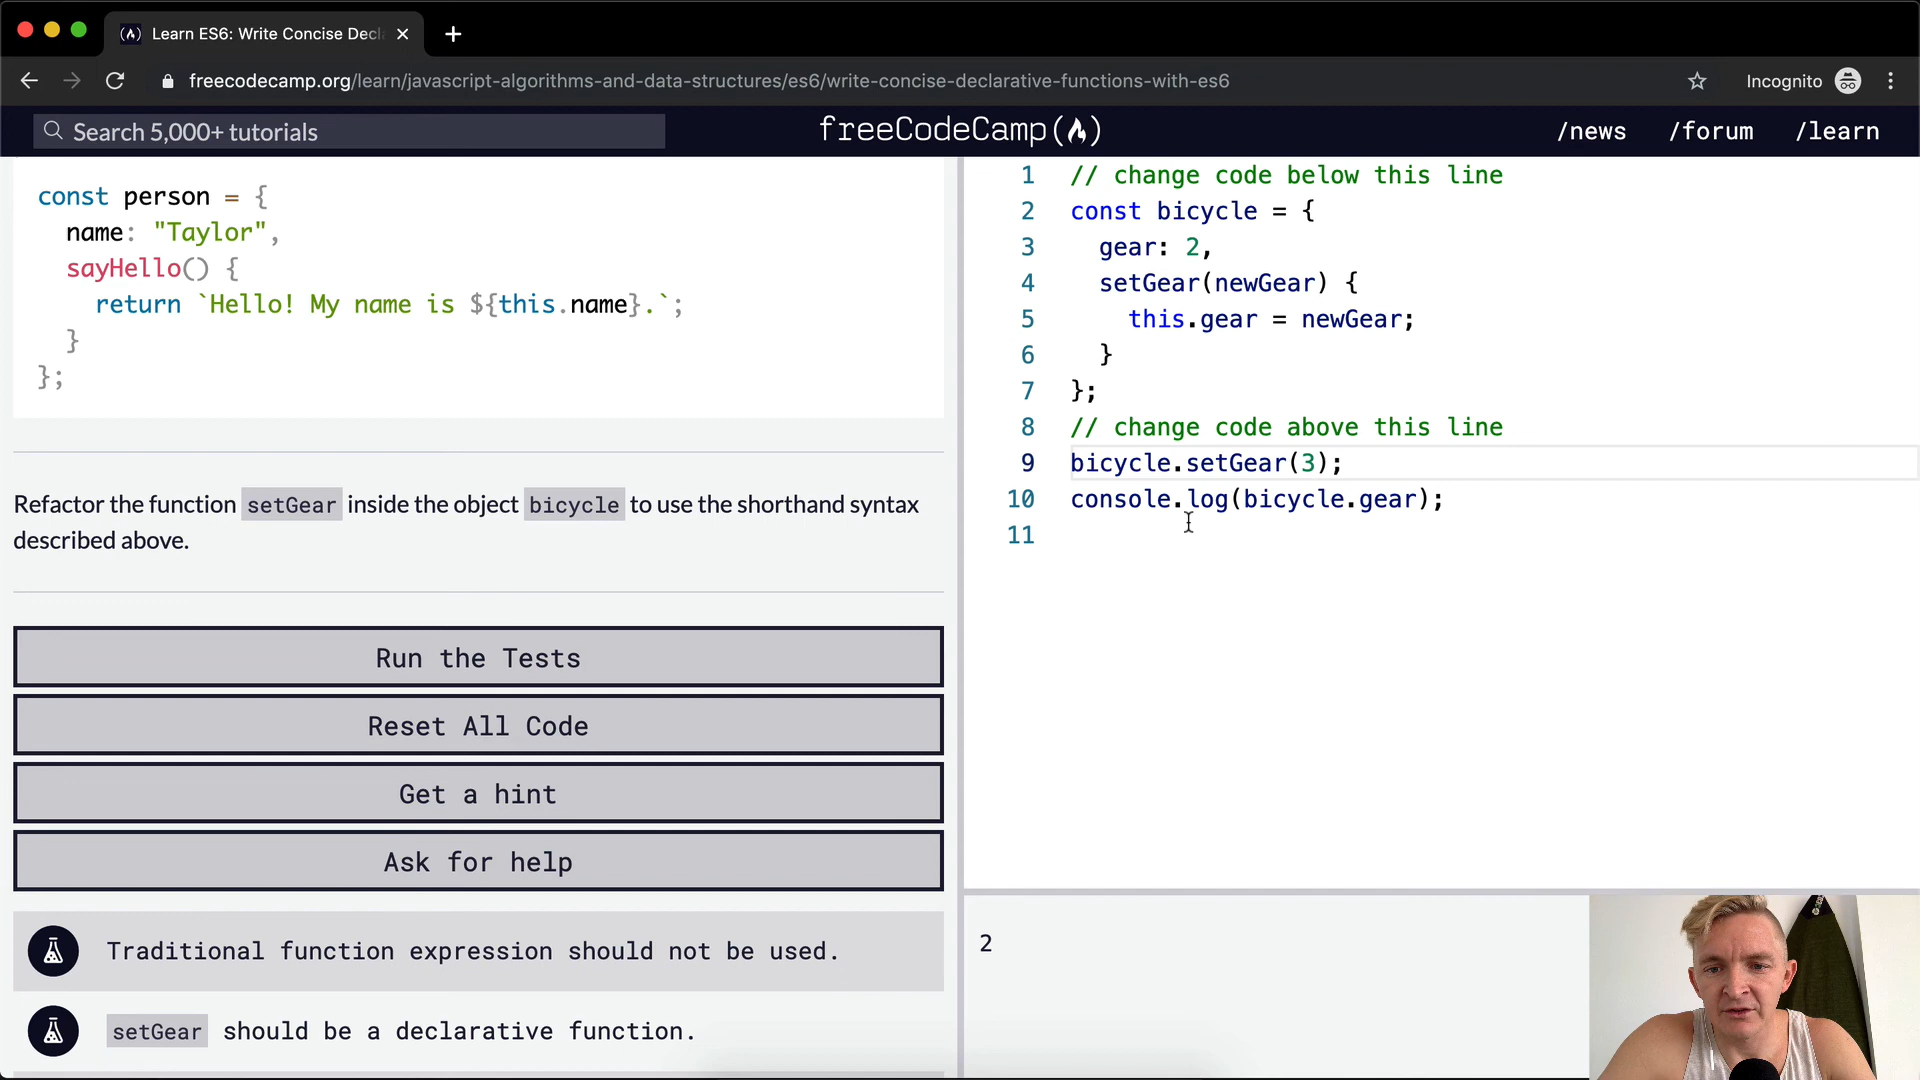 Learn ES6: Write Concise Decl
freecodecamp.org/learn/javascript-algorithms-and-data-structures/es6/write-concise-declarative-functions-with-es6
Incognito
Search 5,000+ tutorials
freeCodeCamp
/news
/forum
/learn
const person = {
name: "Taylor",
sayHello() {
return `Hello! My name is ${this.name}.`;
}
};
Refactor the function setGear inside the object bicycle to use the shorthand syntax
described above.
Run the Tests
Reset All Code
Get a hint
Ask for help
Traditional function expression should not be used.
setGear should be a declarative function.
1 // change code below this line
2 const bicycle = {
3 gear: 2,
4 setGear(newGear) {
5 this.gear = newGear;
6 }
7 };
8 // change code above this line
9 bicycle.setGear(3);
10 console.log(bicycle.gear);
11
2